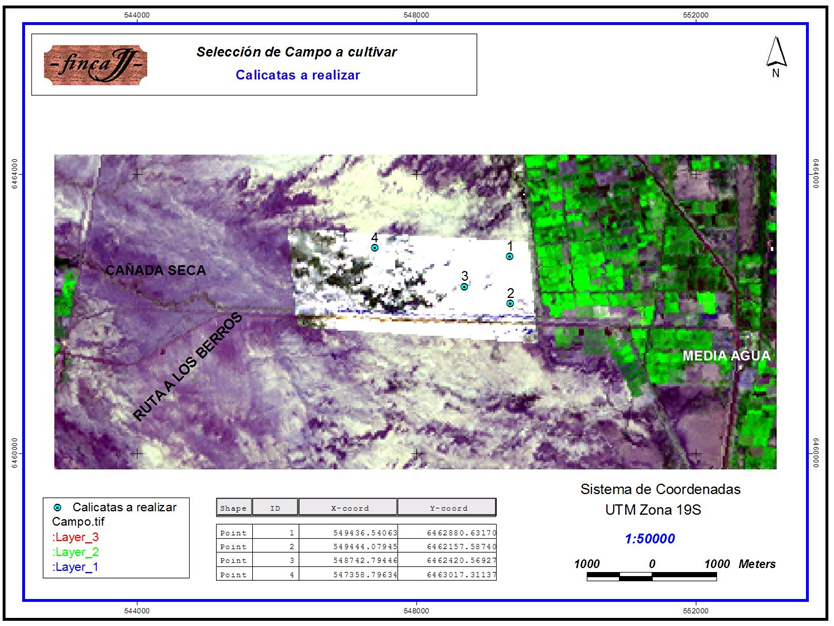 544000 548000 552000
-finca JJ-
Selección de Campo a cultivar
Calicatas a realizar
N
6464000 6464000
4
1
3
2
CAÑADA SECA
RUTA A LOS BERROS
MEDIA AGUA
6460000 6460000
Calicatas a realizar
Campo.tif
:Layer_3
:Layer_2
:Layer_1
Shape ID X-coord Y-coord
Point 1 549436.54063 6462880.63170
Point 2 549444.07945 6462157.58740
Point 3 548742.79446 6462420.56927
Point 4 547358.79634 6463017.31137
Sistema de Coordenadas
UTM Zona 19S
1:50000
1000 0 1000 Meters
544000 548000 552000